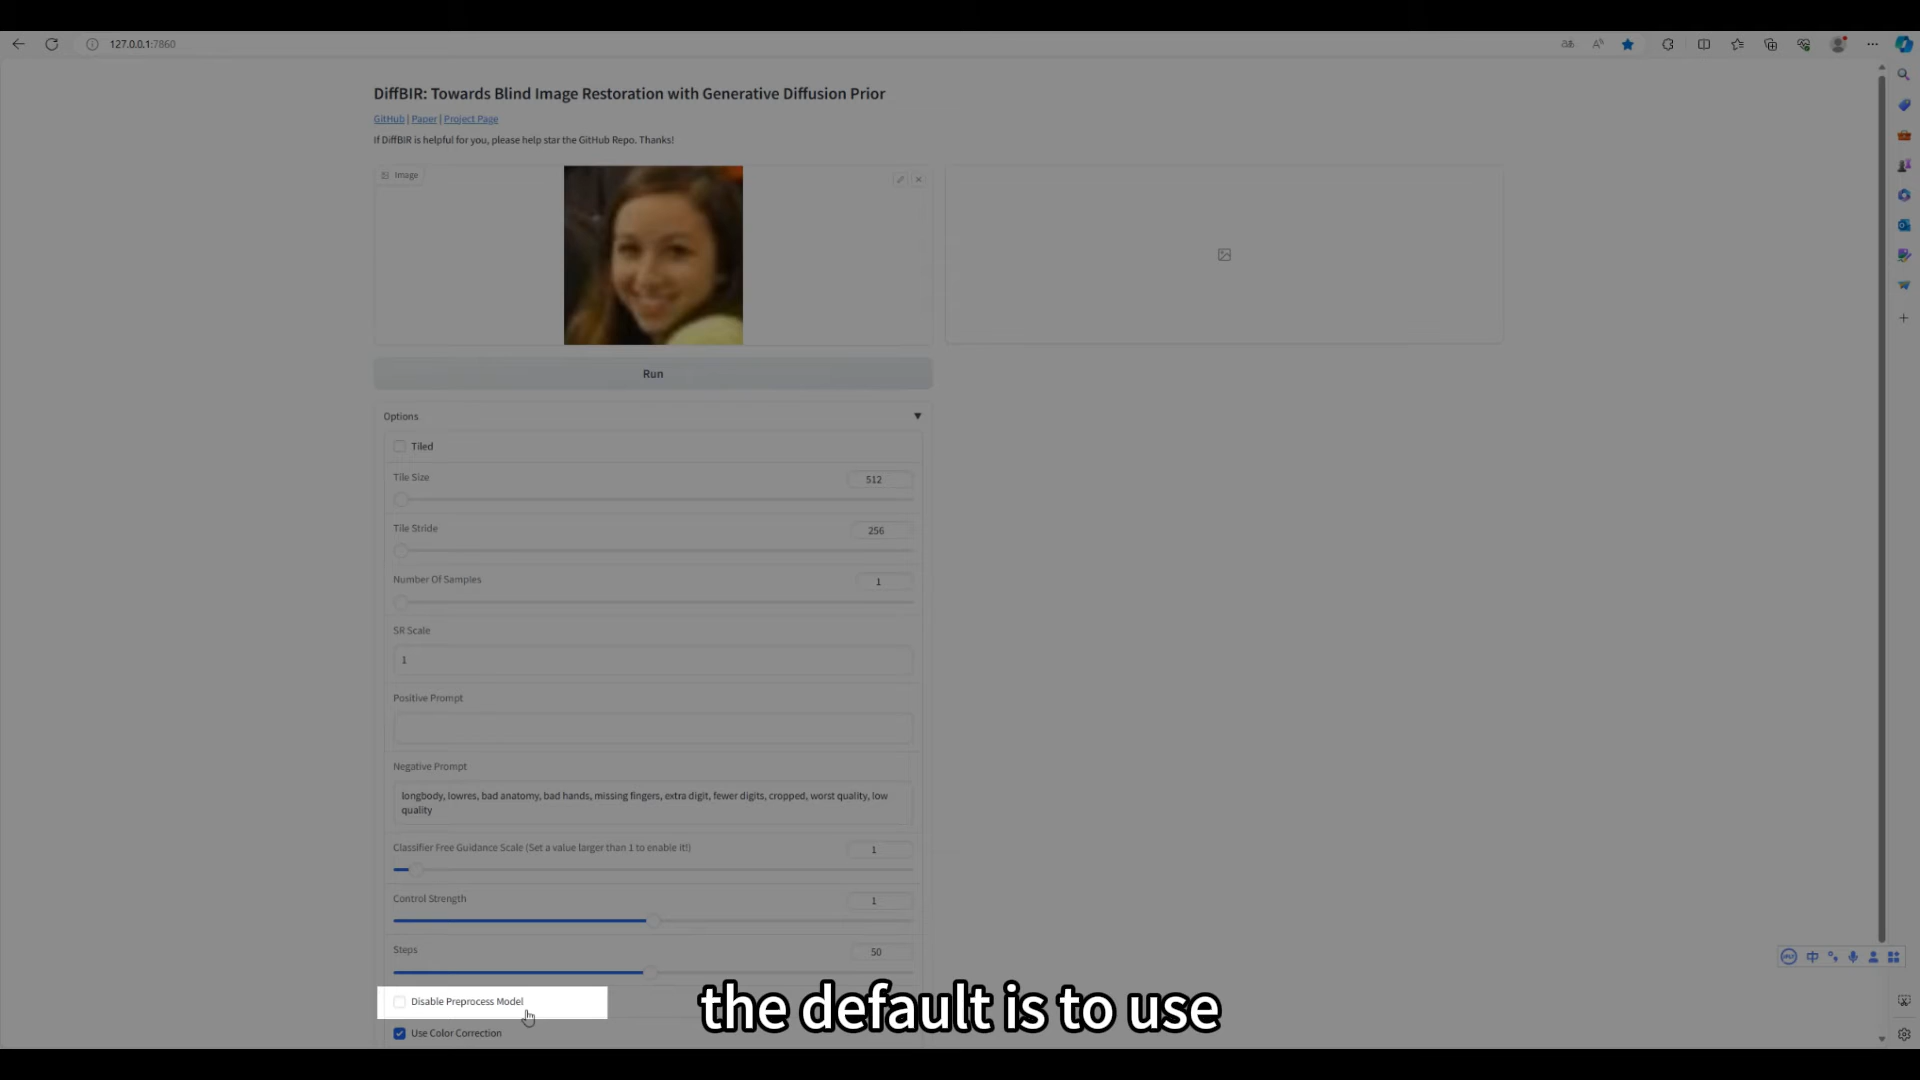 127.0.0.1:7860
DiffBIR: Towards Blind Image Restoration with Generative Diffusion Prior
GitHub | Paper | Project Page
If DiffBIR is helpful for you, please help star the GitHub Repo. Thanks!
Image
Run
Options
Tiled
Tile Size
512
Tile Stride
256
Number Of Samples
1
SR Scale
1
Positive Prompt
Negative Prompt
longbody, lowres, bad anatomy, bad hands, missing fingers, extra digit, fewer digits, cropped, worst quality, low
quality
Classifier Free Guidance Scale (Set a value larger than 1 to enable it!)
1
Control Strength
1
Steps
50
Disable Preprocess Model
Use Color Correction
the default is to use
中